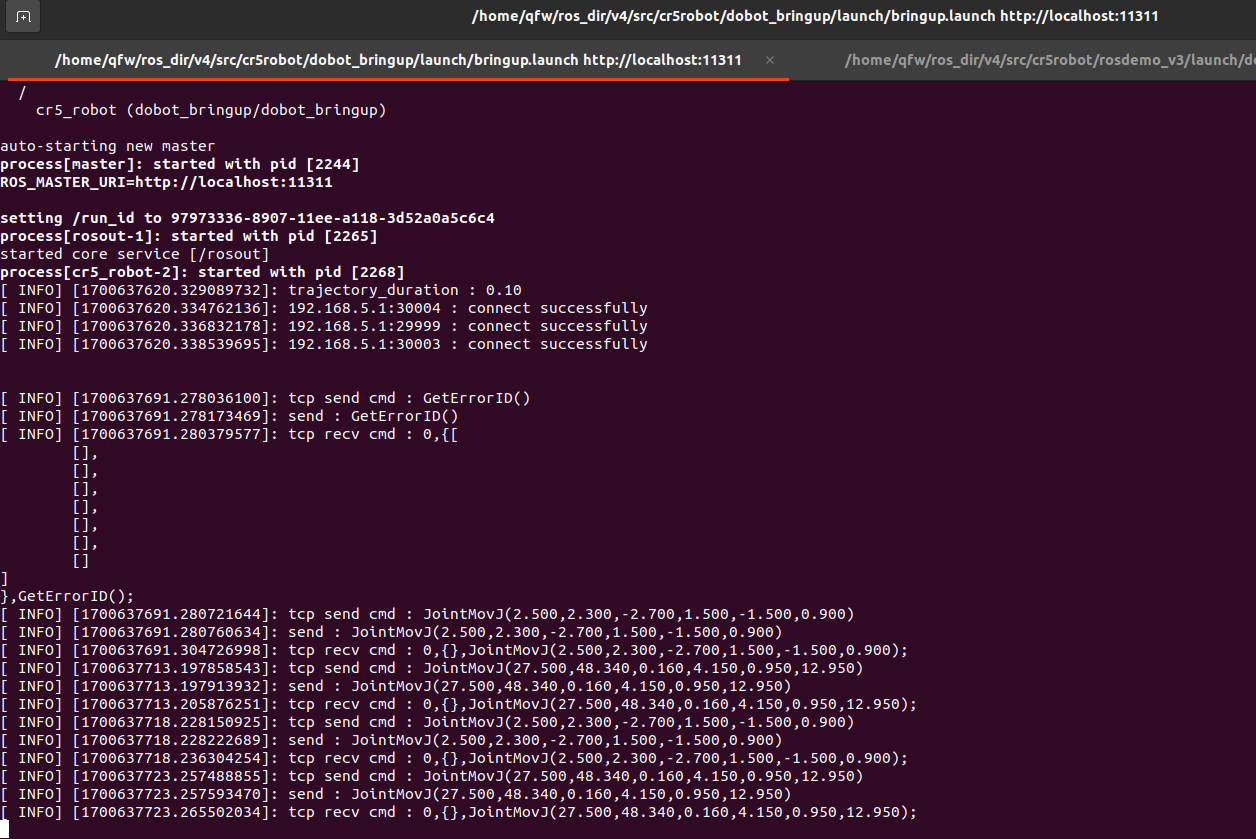 /home/qfw/ros_dir/v4/src/cr5robot/dobot_bringup/launch/bringup.launch http://localhost:11311
/home/qfw/ros_dir/v4/src/cr5robot/dobot_bringup/launch/bringup.launch http://localhost:11311 × /home/qfw/ros_dir/v4/src/cr5robot/rosdemo_v3/launch/de
/
cr5_robot (dobot_bringup/dobot_bringup)
auto-starting new master
process[master]: started with pid [2244]
ROS_MASTER_URI=http://localhost:11311
setting /run_id to 97973336-8907-11ee-a118-3d52a0a5c6c4
process[rosout-1]: started with pid [2265]
started core service [/rosout]
process[cr5_robot-2]: started with pid [2268]
[ INFO] [1700637620.329089732]: trajectory_duration : 0.10
[ INFO] [1700637620.334762136]: 192.168.5.1:30004 : connect successfully
[ INFO] [1700637620.336832178]: 192.168.5.1:29999 : connect successfully
[ INFO] [1700637620.338539695]: 192.168.5.1:30003 : connect successfully
[ INFO] [1700637691.278036100]: tcp send cmd : GetErrorID()
[ INFO] [1700637691.278173469]: send : GetErrorID()
[ INFO] [1700637691.280379577]: tcp recv cmd : 0,{[
[],
[],
[],
[],
[],
[],
[]
]
},GetErrorID();
[ INFO] [1700637691.280721644]: tcp send cmd : JointMovJ(2.500,2.300,-2.700,1.500,-1.500,0.900)
[ INFO] [1700637691.280760634]: send : JointMovJ(2.500,2.300,-2.700,1.500,-1.500,0.900)
[ INFO] [1700637691.304726998]: tcp recv cmd : 0,{},JointMovJ(2.500,2.300,-2.700,1.500,-1.500,0.900);
[ INFO] [1700637713.197858543]: tcp send cmd : JointMovJ(27.500,48.340,0.160,4.150,0.950,12.950)
[ INFO] [1700637713.197913932]: send : JointMovJ(27.500,48.340,0.160,4.150,0.950,12.950)
[ INFO] [1700637713.205876251]: tcp recv cmd : 0,{},JointMovJ(27.500,48.340,0.160,4.150,0.950,12.950);
[ INFO] [1700637718.228150925]: tcp send cmd : JointMovJ(2.500,2.300,-2.700,1.500,-1.500,0.900)
[ INFO] [1700637718.228222689]: send : JointMovJ(2.500,2.300,-2.700,1.500,-1.500,0.900)
[ INFO] [1700637718.236304254]: tcp recv cmd : 0,{},JointMovJ(2.500,2.300,-2.700,1.500,-1.500,0.900);
[ INFO] [1700637723.257488855]: tcp send cmd : JointMovJ(27.500,48.340,0.160,4.150,0.950,12.950)
[ INFO] [1700637723.257593470]: send : JointMovJ(27.500,48.340,0.160,4.150,0.950,12.950)
[ INFO] [1700637723.265502034]: tcp recv cmd : 0,{},JointMovJ(27.500,48.340,0.160,4.150,0.950,12.950);